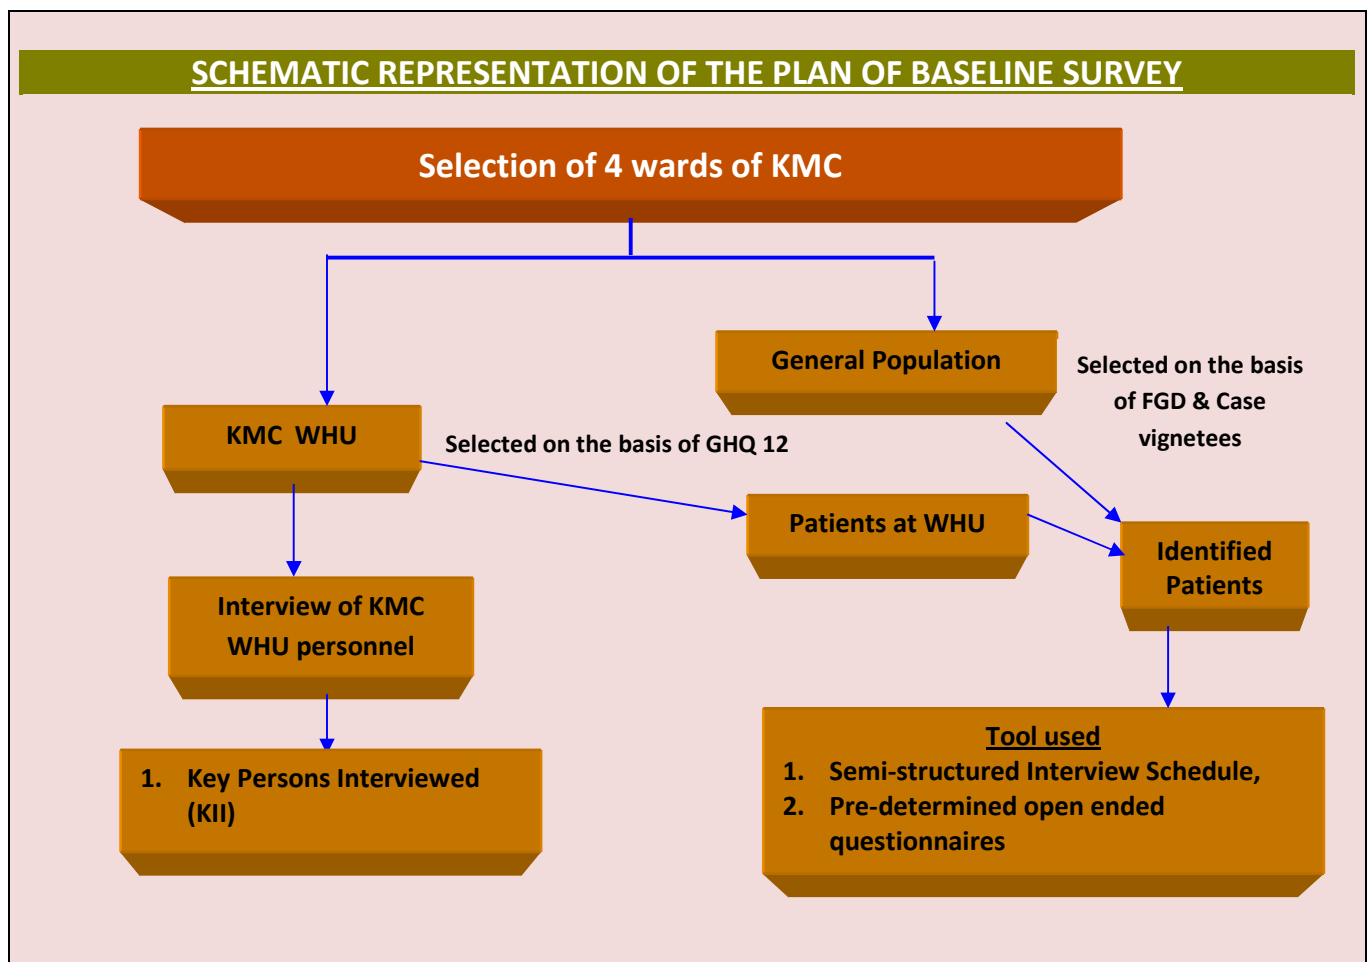 SCHEMATIC REPRESENTATION OF THE PLAN OF BASELINE SURVEY
Selection of 4 wards of KMC
General Population
Selected on the basis
of FGD & Case
vignetees
KMC WHU
Selected on the basis of GHQ 12
Patients at WHU
Identified
Patients
Interview of KMC
WHU personnel
Tool used
1. Semi-structured Interview Schedule,
2. Pre-determined open ended
questionnaires
1. Key Persons Interviewed
(KII)